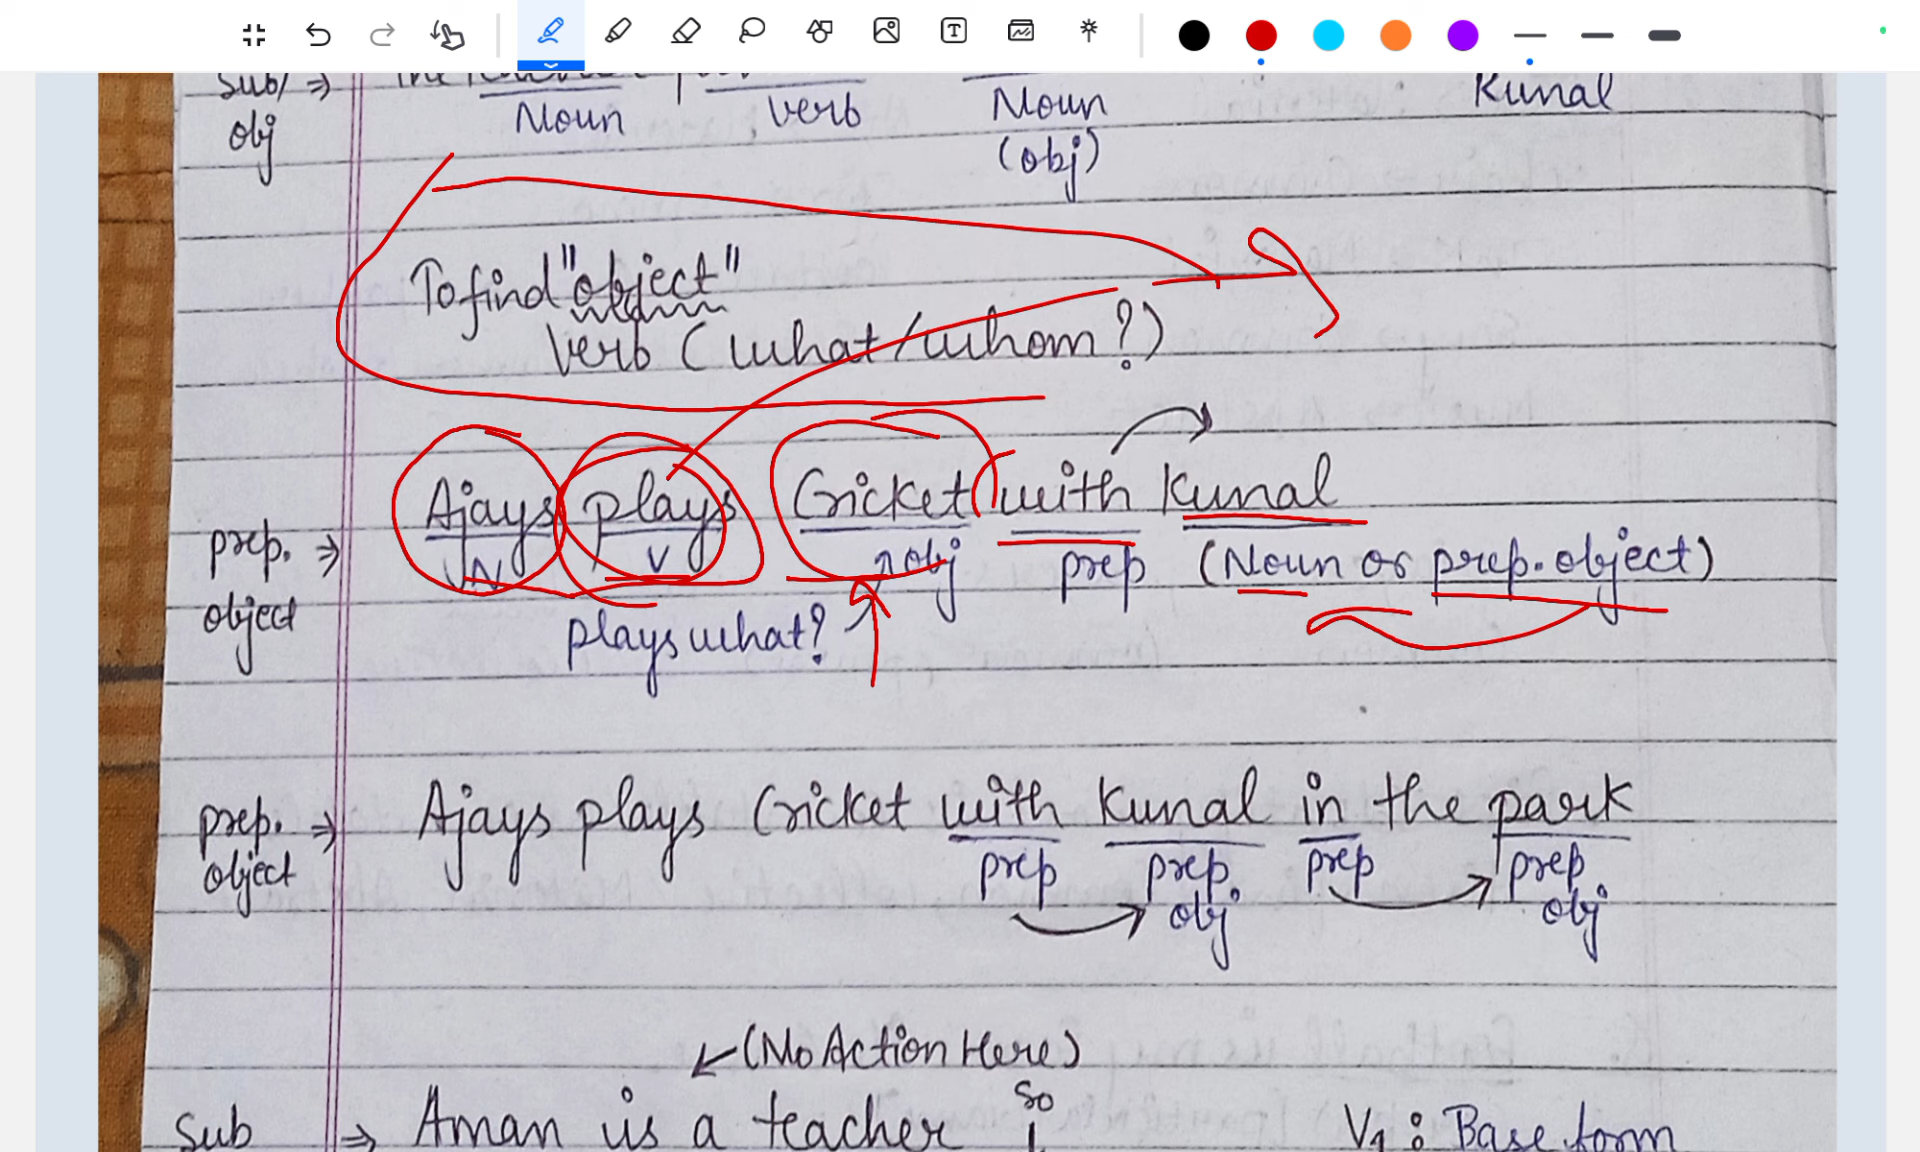 Sub/ ⇒ The
Noun verb Noun Kunal
obj (obj)
To find "object"
Verb (what/whom?)
Ajays plays Cricket with Kunal
prep. ⇒ N V obj prep (Noun or prep. object)
object plays what?
Ajays plays Cricket with Kunal in the park
prep. ⇒ prep prep. prep prep
object obj obj
(No Action Here)
Sub ⇒ Aman is a teacher so V1 : Base form